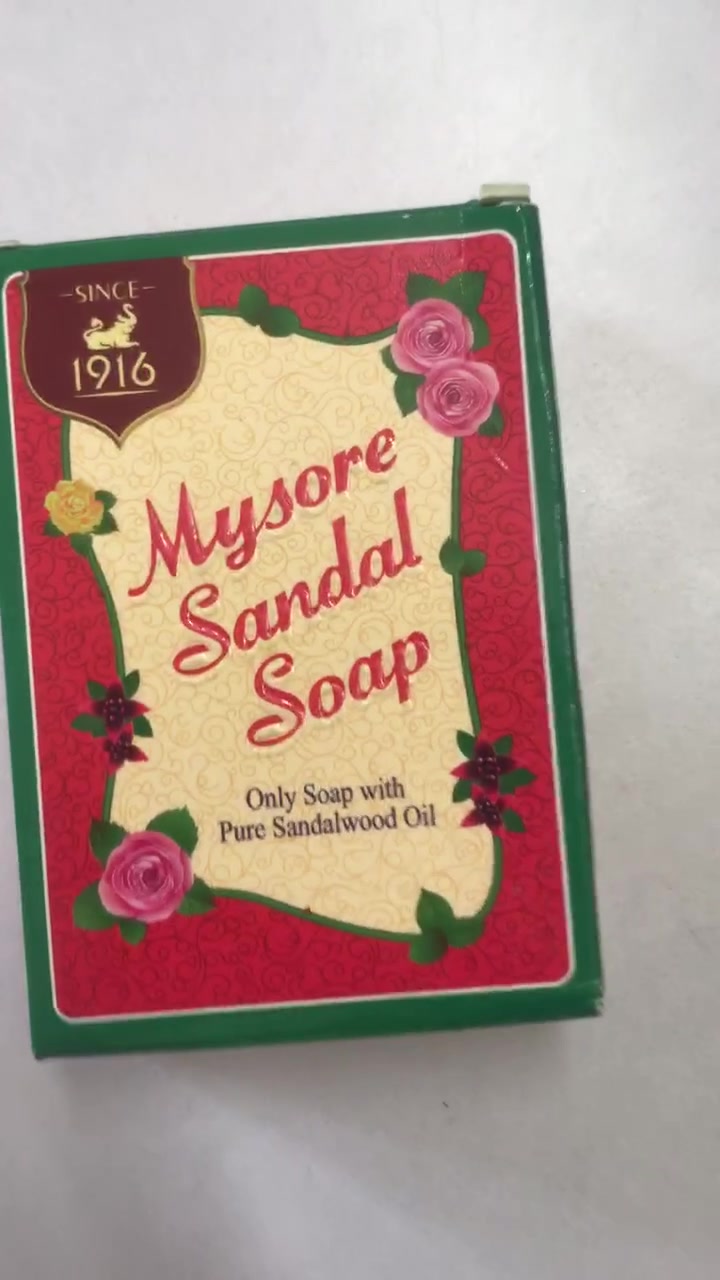 -SINCE-
1916
Mysore
Sandal
Soap
Only Soap with
Pure Sandalwood Oil